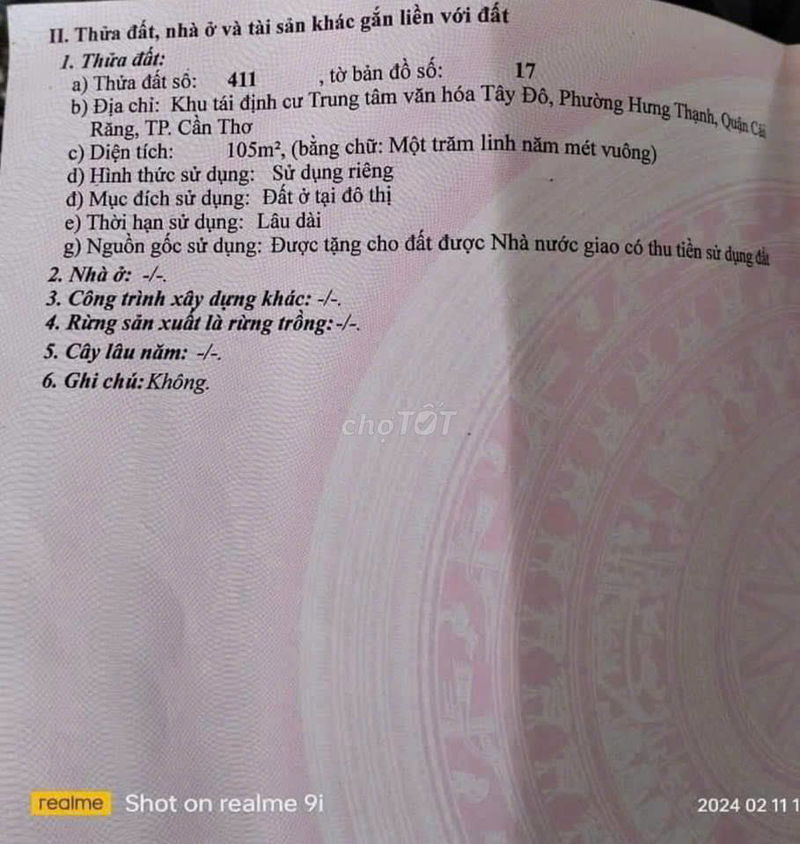 II. Thửa đất, nhà ở và tài sản khác gắn liền với đất
1. Thửa đất:
a) Thửa đất số: 411 , tờ bản đồ số: 17
b) Địa chỉ: Khu tái định cư Trung tâm văn hóa Tây Đô, Phường Hưng Thạnh, Quận Cái
Răng, TP. Cần Thơ
c) Diện tích: 105m², (bằng chữ: Một trăm linh năm mét vuông)
d) Hình thức sử dụng: Sử dụng riêng
đ) Mục đích sử dụng: Đất ở tại đô thị
e) Thời hạn sử dụng: Lâu dài
g) Nguồn gốc sử dụng: Được tặng cho đất được Nhà nước giao có thu tiền sử dụng đất
2. Nhà ở: -/-.
3. Công trình xây dựng khác: -/-.
4. Rừng sản xuất là rừng trồng: -/-.
5. Cây lâu năm: -/-.
6. Ghi chú: Không.
chợTỐT
realme Shot on realme 9i
2024 02 11 1